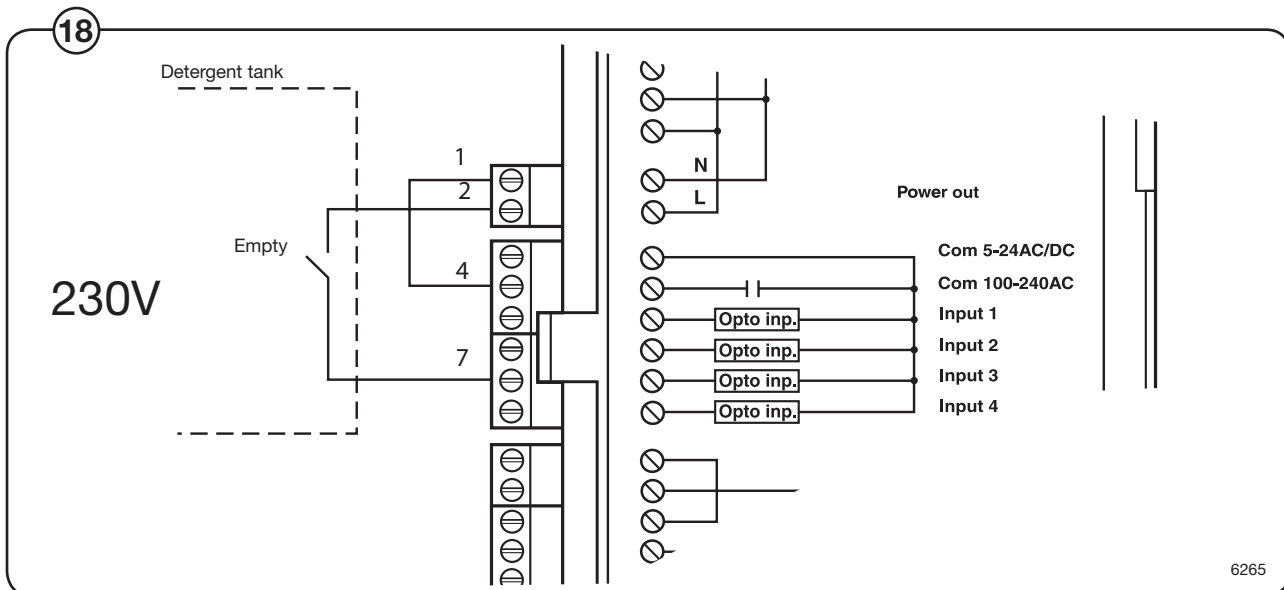 18
Detergent tank
1
2
Empty
4
230V
7
N
L
Power out
Com 5-24AC/DC
Com 100-240AC
Opto inp. Input 1
Opto inp. Input 2
Opto inp. Input 3
Opto inp. Input 4
6265